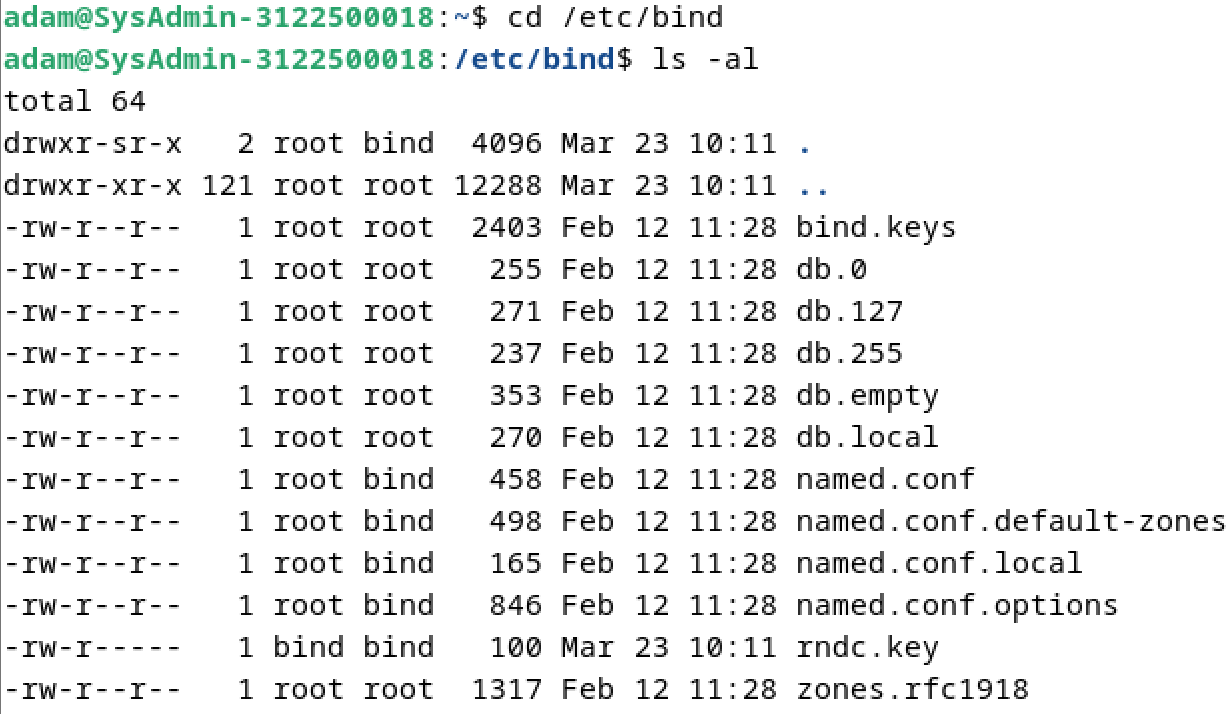 adam@SysAdmin-3122500018:~$ cd /etc/bind
adam@SysAdmin-3122500018:/etc/bind$ ls -al
total 64
drwxr-sr-x   2 root bind  4096 Mar 23 10:11 .
drwxr-xr-x 121 root root 12288 Mar 23 10:11 ..
-rw-r--r--   1 root root  2403 Feb 12 11:28 bind.keys
-rw-r--r--   1 root root   255 Feb 12 11:28 db.0
-rw-r--r--   1 root root   271 Feb 12 11:28 db.127
-rw-r--r--   1 root root   237 Feb 12 11:28 db.255
-rw-r--r--   1 root root   353 Feb 12 11:28 db.empty
-rw-r--r--   1 root root   270 Feb 12 11:28 db.local
-rw-r--r--   1 root bind   458 Feb 12 11:28 named.conf
-rw-r--r--   1 root bind   498 Feb 12 11:28 named.conf.default-zones
-rw-r--r--   1 root bind   165 Feb 12 11:28 named.conf.local
-rw-r--r--   1 root bind   846 Feb 12 11:28 named.conf.options
-rw-r-----   1 bind bind   100 Mar 23 10:11 rndc.key
-rw-r--r--   1 root root  1317 Feb 12 11:28 zones.rfc1918